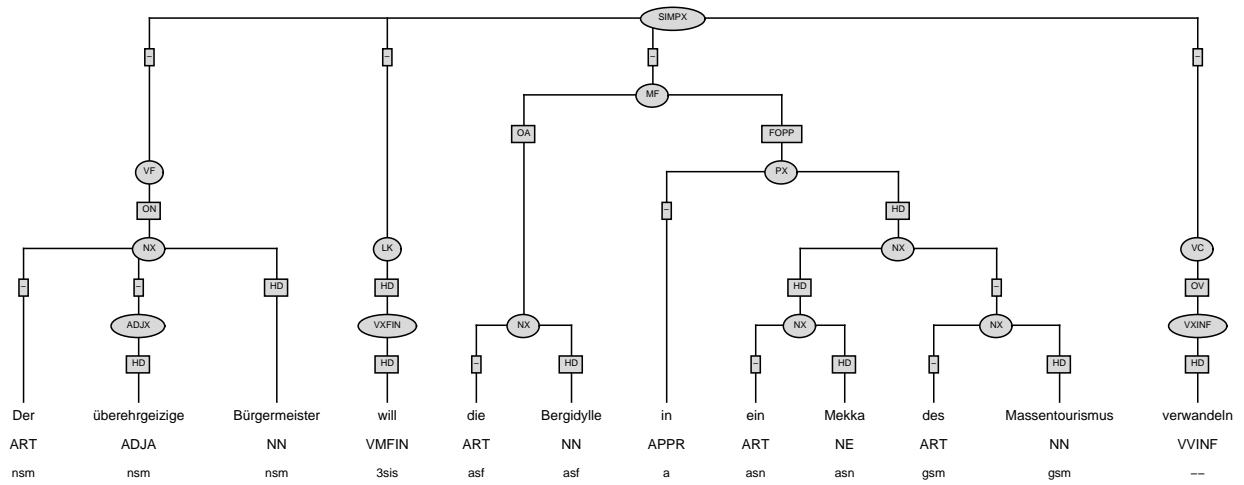 SIMPX
– – – –
MF
OA FOPP
VF PX
ON – HD
NX LK NX VC
– – HD HD HD – OV
ADJX VXFIN NX NX NX VXINF
HD HD – HD – HD – HD HD
Der überehrgeizige Bürgermeister will die Bergidylle in ein Mekka des Massentourismus verwandeln
ART ADJA NN VMFIN ART NN APPR ART NE ART NN VVINF
nsm nsm nsm 3sis asf asf a asn asn gsm gsm −−